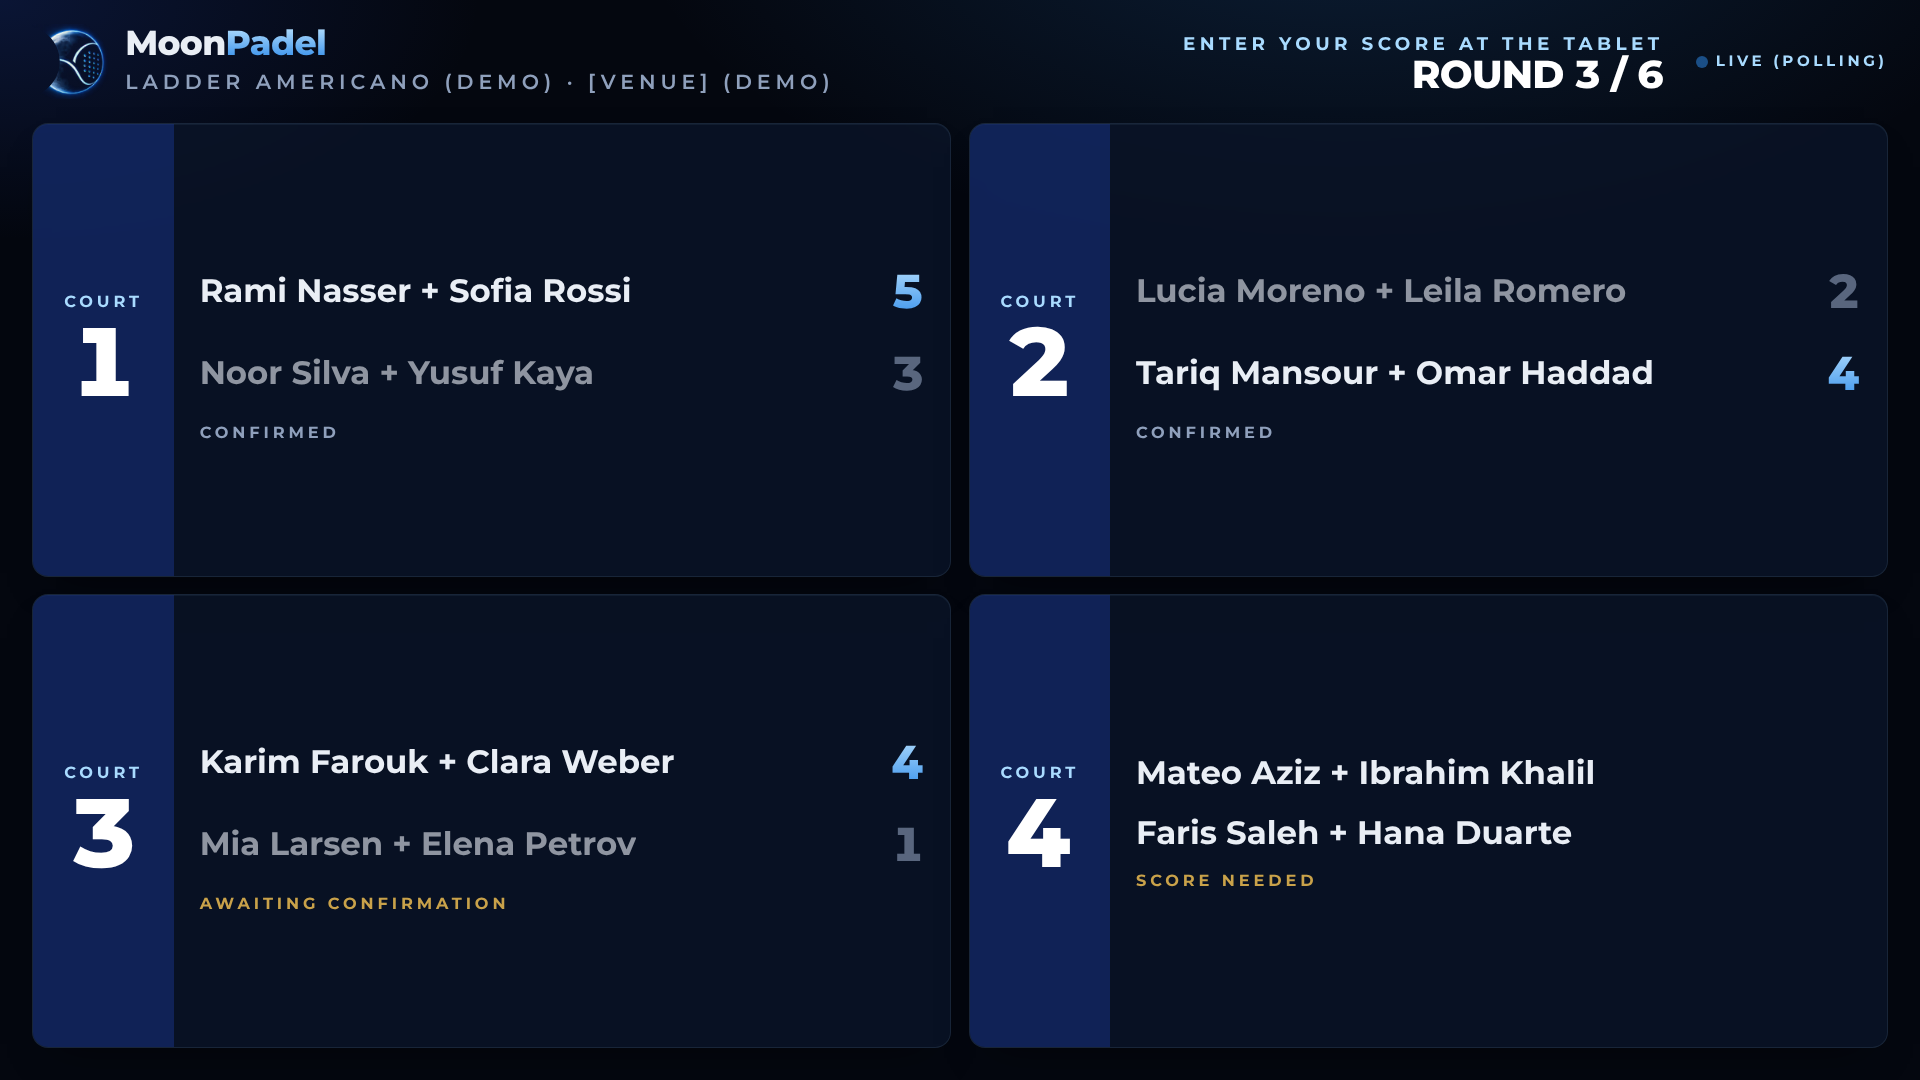 MoonPadel
LADDER AMERICANO (DEMO) · [VENUE] (DEMO)
ENTER YOUR SCORE AT THE TABLET
ROUND 3 / 6
LIVE (POLLING)
COURT
1
Rami Nasser + Sofia Rossi 5
Noor Silva + Yusuf Kaya 3
CONFIRMED
COURT
2
Lucia Moreno + Leila Romero 2
Tariq Mansour + Omar Haddad 4
CONFIRMED
COURT
3
Karim Farouk + Clara Weber 4
Mia Larsen + Elena Petrov 1
AWAITING CONFIRMATION
COURT
4
Mateo Aziz + Ibrahim Khalil
Faris Saleh + Hana Duarte
SCORE NEEDED